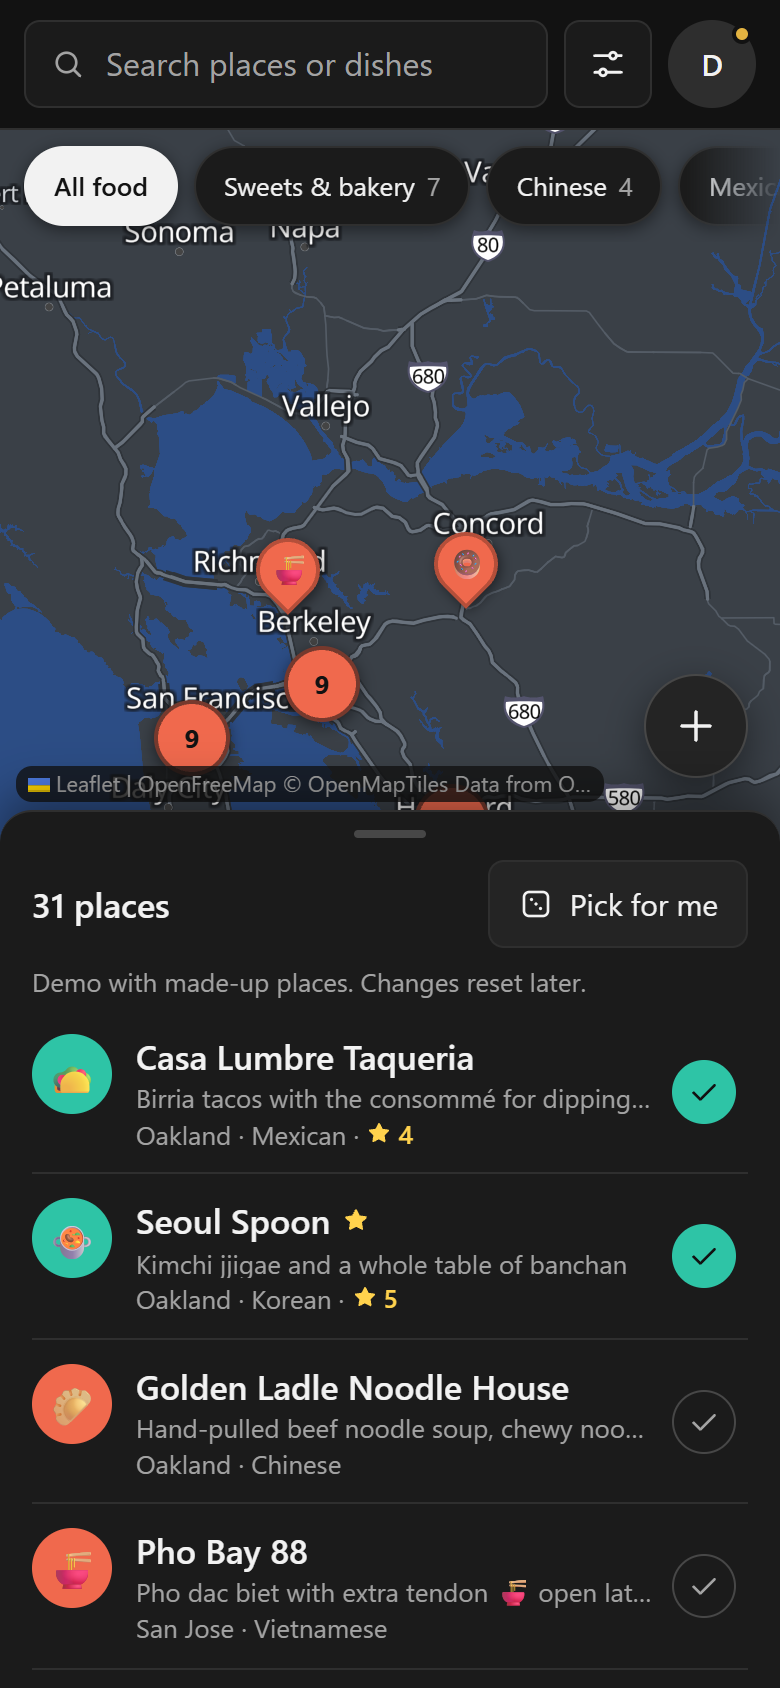 Search places or dishes
D
All food
Sweets & bakery 7
Chinese 4
Mexic
Sonoma
Napa
80
Petaluma
680
Vallejo
Concord
Berkeley
9
San Francisc
680
9
Leaflet | OpenFreeMap © OpenMapTiles Data from O...
580
31 places
Pick for me
Demo with made-up places. Changes reset later.
Casa Lumbre Taqueria
Birria tacos with the consommé for dipping...
Oakland · Mexican · ★ 4
Seoul Spoon ★
Kimchi jjigae and a whole table of banchan
Oakland · Korean · ★ 5
Golden Ladle Noodle House
Hand-pulled beef noodle soup, chewy noo...
Oakland · Chinese
Pho Bay 88
Pho dac biet with extra tendon 🍜 open lat...
San Jose · Vietnamese